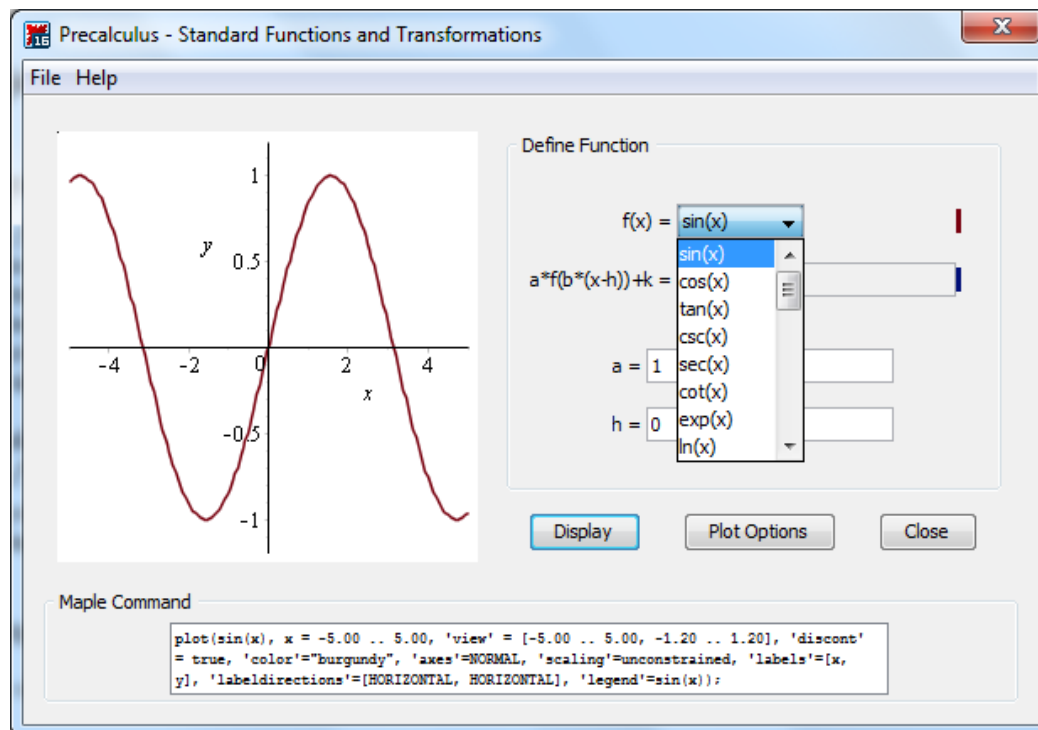 16
Precalculus - Standard Functions and Transformations
x
File Help
1
y
0.5
-4 -2 0 2 4
x
-0.5
-1
Define Function
f(x) = sin(x)
sin(x)
a*f(b*(x-h))+k = cos(x)
tan(x)
csc(x)
a = 1 sec(x)
cot(x)
h = 0 exp(x)
ln(x)
Display Plot Options Close
Maple Command
plot(sin(x), x = -5.00 .. 5.00, 'view' = [-5.00 .. 5.00, -1.20 .. 1.20], 'discont'
= true, 'color'="burgundy", 'axes'=NORMAL, 'scaling'=unconstrained, 'labels'=[x,
y], 'labeldirections'=[HORIZONTAL, HORIZONTAL], 'legend'=sin(x));